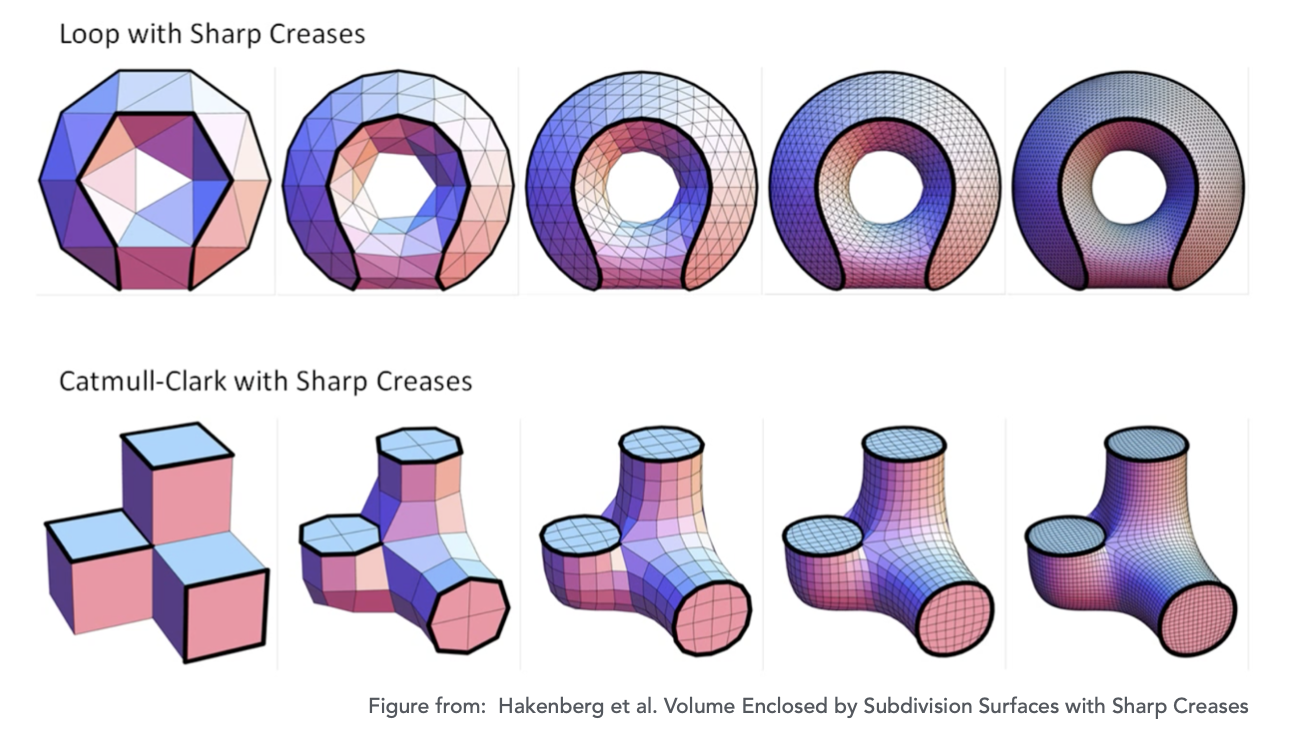 Loop with Sharp Creases
Catmull-Clark with Sharp Creases
Figure from:  Hakenberg et al. Volume Enclosed by Subdivision Surfaces with Sharp Creases